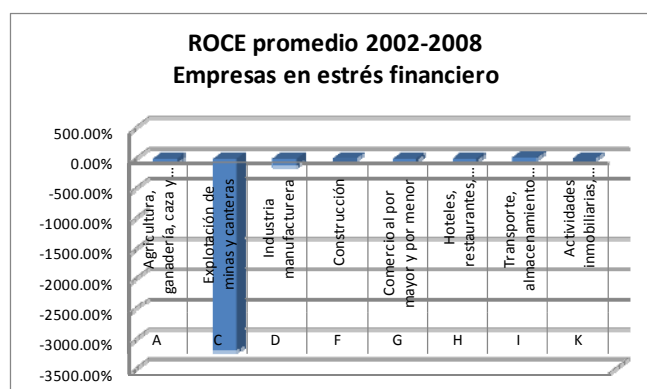 ROCE promedio 2002-2008
Empresas en estrés financiero
500.00%
0.00%
-500.00%
-1000.00%
-1500.00%
-2000.00%
-2500.00%
-3000.00%
-3500.00%
Agricultura,
ganadería, caza y…
Explotación de
minas y canteras
Industria
manufacturera
Construcción
Comercio al por
mayor y por menor
Hoteles,
restaurantes,…
Transporte,
almacenamiento…
Actividades
inmobiliarias,…
A C D F G H I K